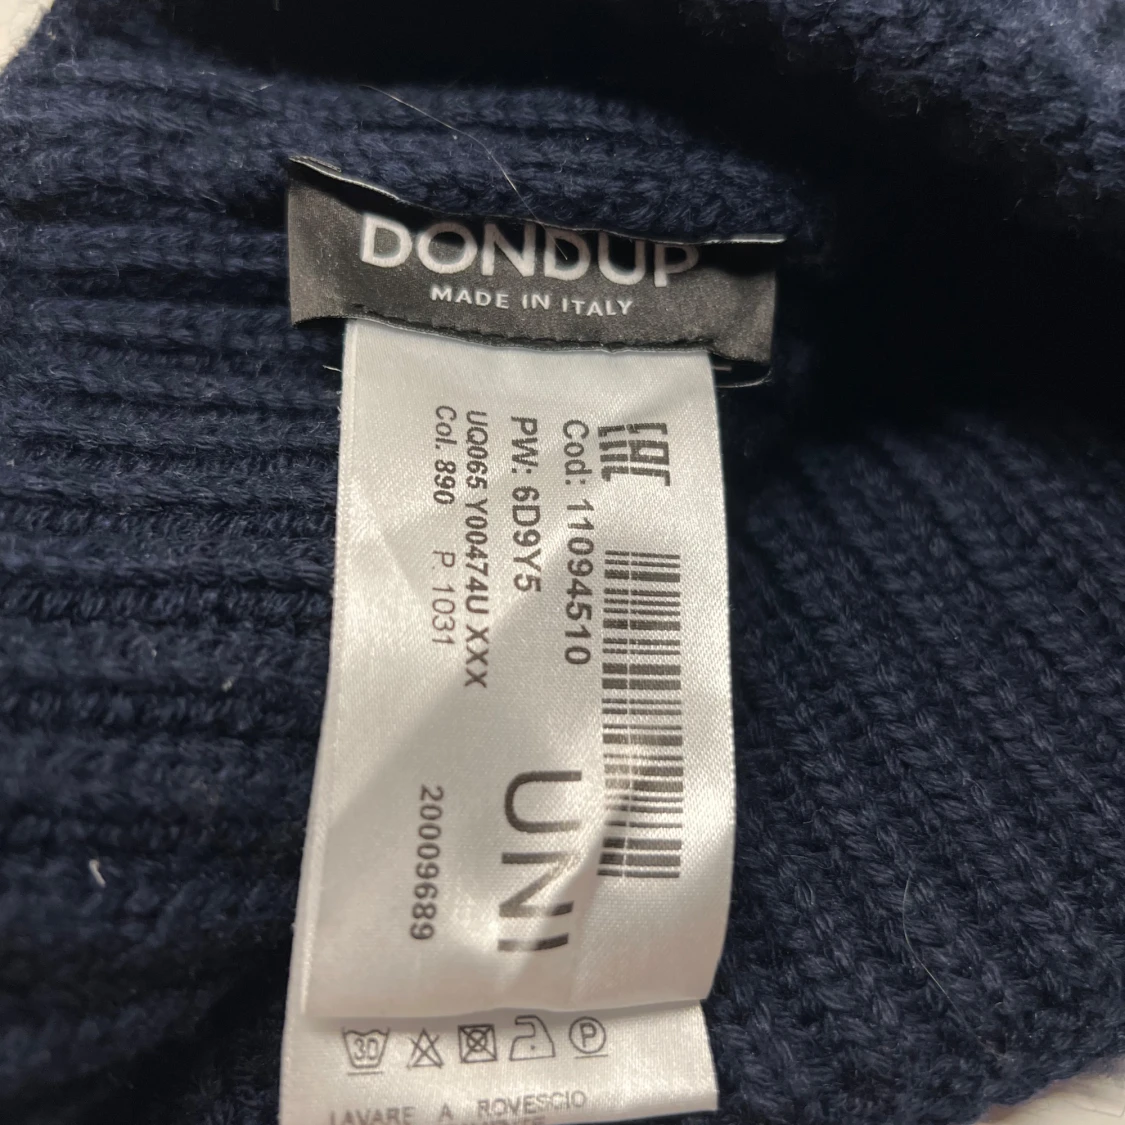 DONDUP
MADE IN ITALY
EAC
Cod: 11094510
PW: 6D9Y5
UQ065 Y00474U XXX
Col. 890 P. 1031
UNI
20009689
30 P
LAVARE A ROVESCIO